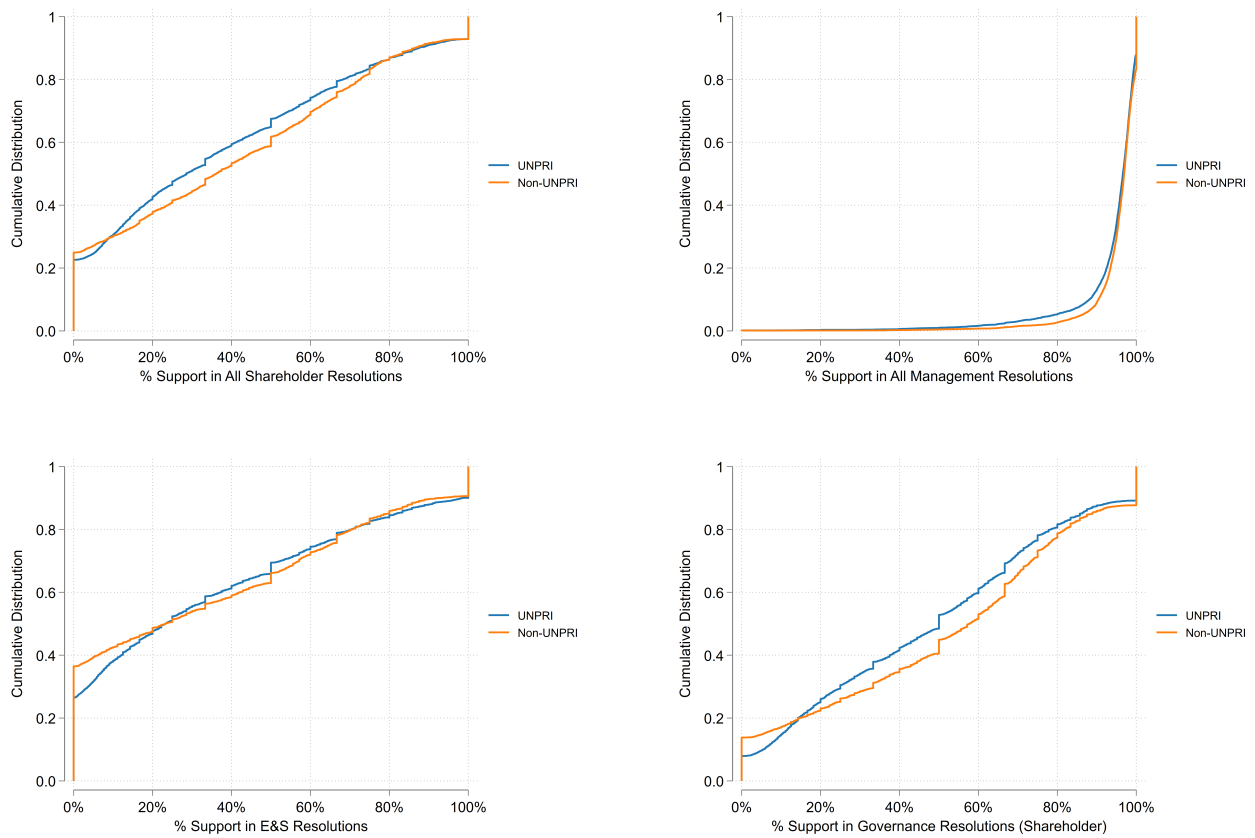 Cumulative Distribution
1
0.8
0.6
0.4
0.2
0.0
0% 20% 40% 60% 80% 100%
% Support in All Shareholder Resolutions
UNPRI
Non-UNPRI
Cumulative Distribution
1
0.8
0.6
0.4
0.2
0.0
0% 20% 40% 60% 80% 100%
% Support in All Management Resolutions
UNPRI
Non-UNPRI
Cumulative Distribution
1
0.8
0.6
0.4
0.2
0.0
0% 20% 40% 60% 80% 100%
% Support in E&S Resolutions
UNPRI
Non-UNPRI
Cumulative Distribution
1
0.8
0.6
0.4
0.2
0.0
0% 20% 40% 60% 80% 100%
% Support in Governance Resolutions (Shareholder)
UNPRI
Non-UNPRI